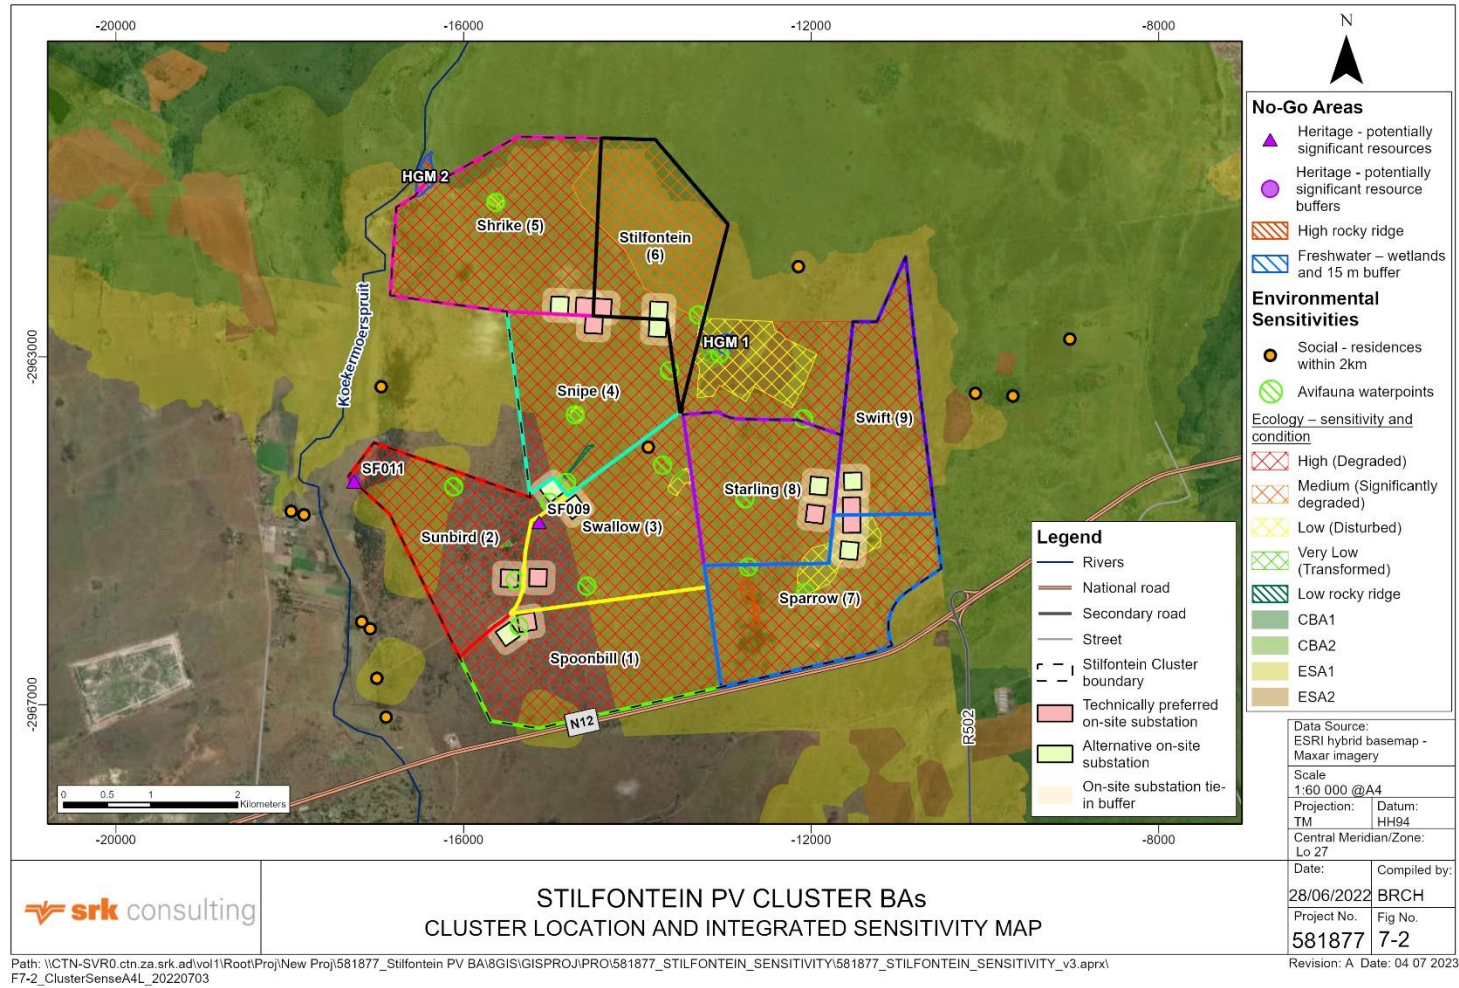 -20000
-16000
-12000
-8000
N
-2963000
-2967000
HGM 2
Shrike (5)
Stilfontein
(6)
HGM 1
Koekermoerspruit
Snipe (4)
Swift (9)
SF011
Starling (8)
SF009
Swallow (3)
Sunbird (2)
Sparrow (7)
Spoonbill (1)
N12
R502
0 0.5 1 2
Kilometers
-20000
-16000
-12000
-8000
Legend
Rivers
National road
Secondary road
Street
Stilfontein Cluster
boundary
Technically preferred
on-site substation
Alternative on-site
substation
On-site substation tie-
in buffer
No-Go Areas
Heritage - potentially
significant resources
Heritage - potentially
significant resource
buffers
High rocky ridge
Freshwater – wetlands
and 15 m buffer
Environmental
Sensitivities
Social - residences
within 2km
Avifauna waterpoints
Ecology – sensitivity and
condition
High (Degraded)
Medium (Significantly
degraded)
Low (Disturbed)
Very Low
(Transformed)
Low rocky ridge
CBA1
CBA2
ESA1
ESA2
Data Source:
ESRI hybrid basemap -
Maxar imagery
Scale
1:60 000 @A4
Projection:
TM
Datum:
HH94
Central Meridian/Zone:
Lo 27
Date:
28/06/2022
Compiled by:
BRCH
Project No.
581877
Fig No.
7-2
srk consulting
STILFONTEIN PV CLUSTER BAs
CLUSTER LOCATION AND INTEGRATED SENSITIVITY MAP
Path: \\CTN-SVR0.ctn.za.srk.ad\vol1\Root\Proj\New Proj\581877_Stilfontein PV BA\8GIS\GISPROJ\PRO\581877_STILFONTEIN_SENSITIVITY\581877_STILFONTEIN_SENSITIVITY_v3.aprx\
F7-2_ClusterSenseA4L_20220703
Revision: A Date: 04 07 2023